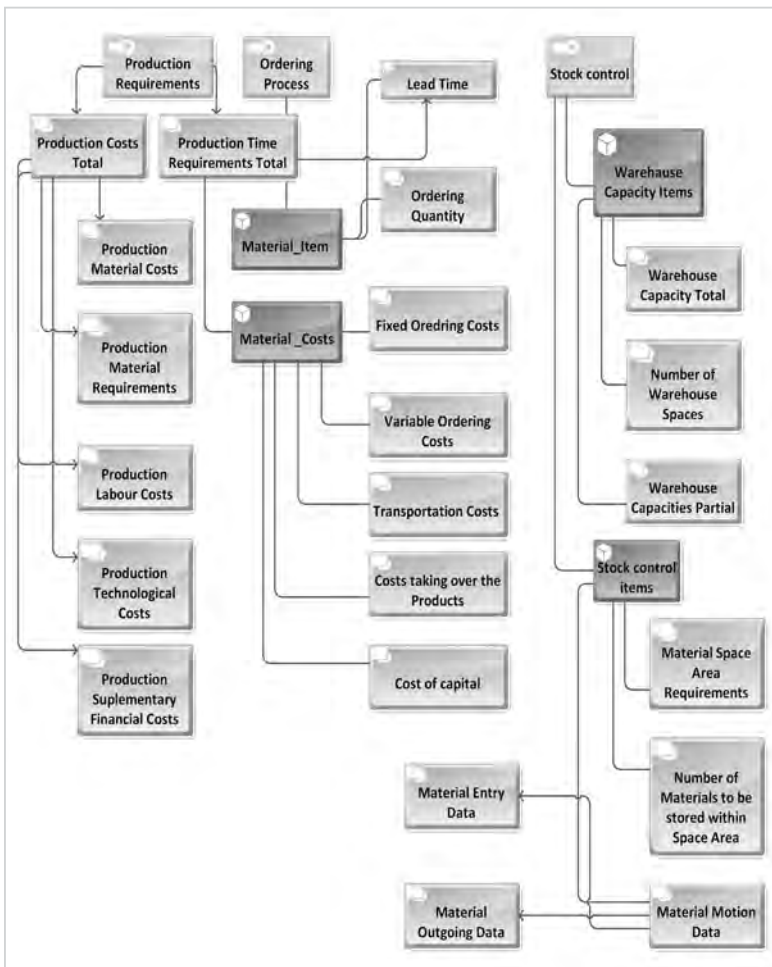 Production
Requirements
Ordering
Process
Lead Time
Stock control
Production Costs
Total
Production Time
Requirements Total
Warehause
Capacity Items
Ordering
Quantity
Material_Item
Production
Material Costs
Warehouse
Capacity Total
Material _Costs
Fixed Oredring Costs
Production
Material
Requirements
Number of
Warehouse
Spaces
Variable Ordering
Costs
Production
Labour Costs
Transportation Costs
Warehouse
Capacities Partial
Production
Technological
Costs
Costs taking over the
Products
Stock control
items
Production
Suplementary
Financial Costs
Cost of capital
Material Space
Area
Requirements
Material Entry
Data
Number of
Materials to be
stored within
Space Area
Material
Outgoing Data
Material Motion
Data